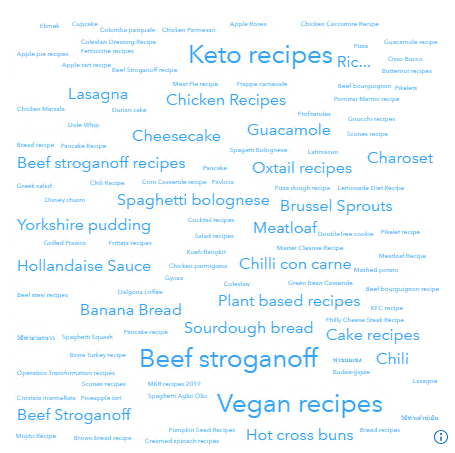 Ekmek
Cupcake
Colomba pasquale
Chicken Parmesan.
Apple Roses
Chicken Cacciatore Recipe
Coleslaw Dressing Recipe
Pizza
Guacamole recipe
Apple pie recipes
Fettuccine recipes
Keto recipes
Ric...
Osso Bucco
Apple tart recipe
Beef Stroganoff recipe
Butternut recipes
Meat Pie recipe
Frappe carnevale
Beef bourguignon
Pikelets
Lasagna
Chicken Recipes
Pornstar Martini recipe
Chicken Marsala
Durian cake
Profiteroles
Gnocchi recipes
Dole Whip
Cheesecake
Guacamole
Scones recipe
Bread recipe
Pancake Recipe
Spagetti Bolognese
Lahmacun
Charoset
Beef stroganoff recipes
Pancake
Oxtail recipes
Greek salad
Chili Recipe
Corn Casserole recipe
Pavlova
Pizza dough recipe
Lemonade Diet Recipe
Disney churro
Spaghetti bolognese
Brussel Sprouts
Yorkshire pudding
Cocktail recipes
Meatloaf
Salad recipes
DoubleTree cookie
Pikelet recipe
Grilled Prawns
Frittata recipes
Master Cleanse Recipe
Kueh Bangkit
Meatloaf Recipe
Hollandaise Sauce
Chicken parmigiana
Chilli con carne
Mashed potato
Gyoza
Coleslaw
Green Bean Casserole
Beef stew recipes
Dalgona coffee
Beef bourguignon recipe
Banana Bread
Plant based recipes
KFC recipe
Sourdough bread
Philly Cheese Steak Recipe
Spaghetti Squash
Pancake recipe
Cake recipes
Brine Turkey recipe
Beef stroganoff
ขนมเข่ง
Chili
Operation Transformation recipes
Budae-jjigae
Scones recipes
MKR recipes 2019
Lasagne
Crostata marmellata
Pineapple tart
Spaghetti Aglio Olio
Vegan recipes
Beef Stroganoff
Mojito Recipe
Brown bread recipe
Pumpkin Seed Recipes
Creamed spinach recipes
Hot cross buns
Bread recipes